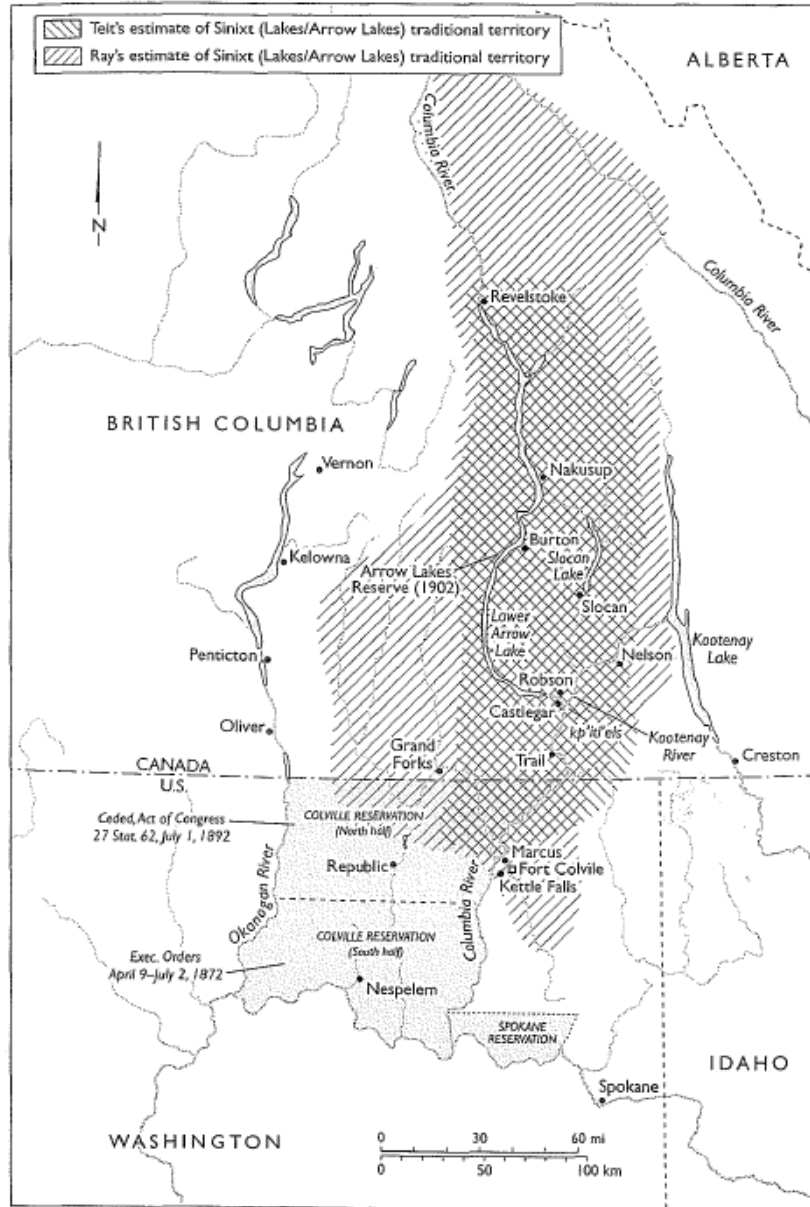 Teit's estimate of Sinixt (Lakes/Arrow Lakes) traditional territory
Ray's estimate of Sinixt (Lakes/Arrow Lakes) traditional territory
ALBERTA
Columbia River
N
Columbia River
Revelstoke
BRITISH COLUMBIA
Vernon
Nakusup
Kelowna
Burton
Slocan
Lake
Arrow Lakes
Reserve (1902)
Slocan
Lower
Arrow
Lake
Kootenay
Lake
Penticton
Nelson
Robson
Castlegar
kp'itl'els
Kootenay
River
Oliver
Grand
Forks
Trail
Creston
CANADA
U.S.
Ceded, Act of Congress
27 Stat. 62, July 1, 1892
COLVILLE RESERVATION
(North half)
Marcus
Fort Colvile
Kettle Falls
Republic
Okanogan River
Columbia River
COLVILLE RESERVATION
(South half)
Exec. Orders
April 9–July 2, 1872
Nespelem
SPOKANE
RESERVATION
IDAHO
Spokane
WASHINGTON
0 30 60 mi
0 50 100 km